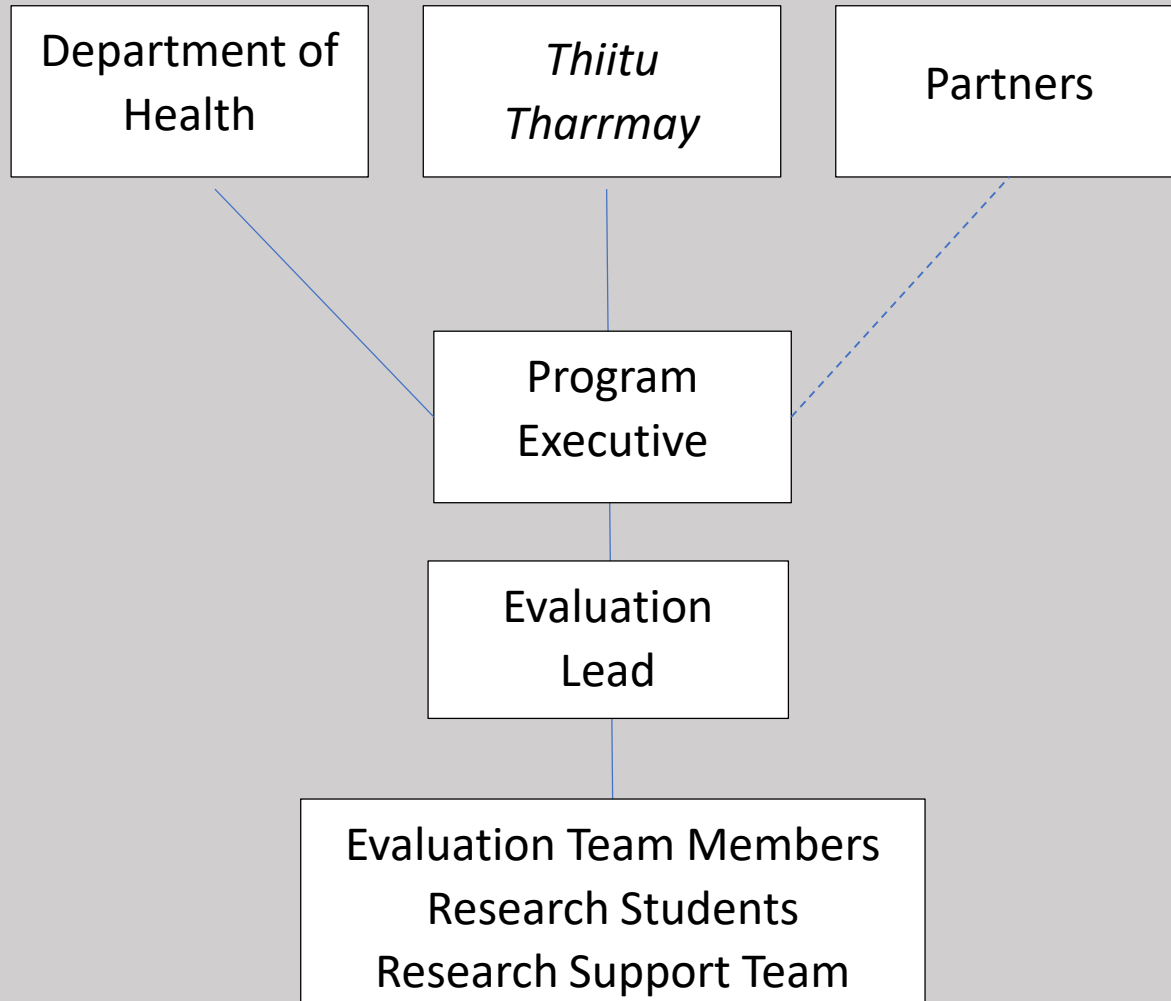 Department of
Health
Thiitu
Tharrmay
Partners
Program
Executive
Evaluation
Lead
Evaluation Team Members
Research Students
Research Support Team